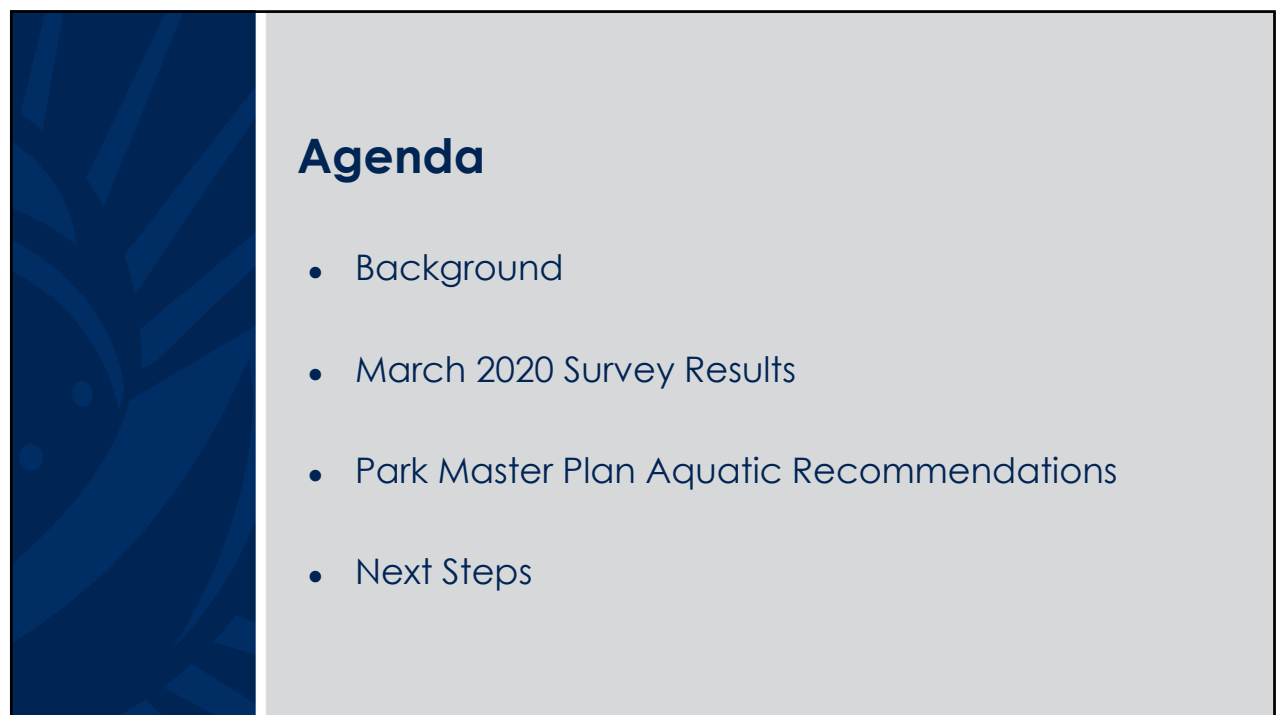 Agenda
• Background
• March 2020 Survey Results
• Park Master Plan Aquatic Recommendations
• Next Steps